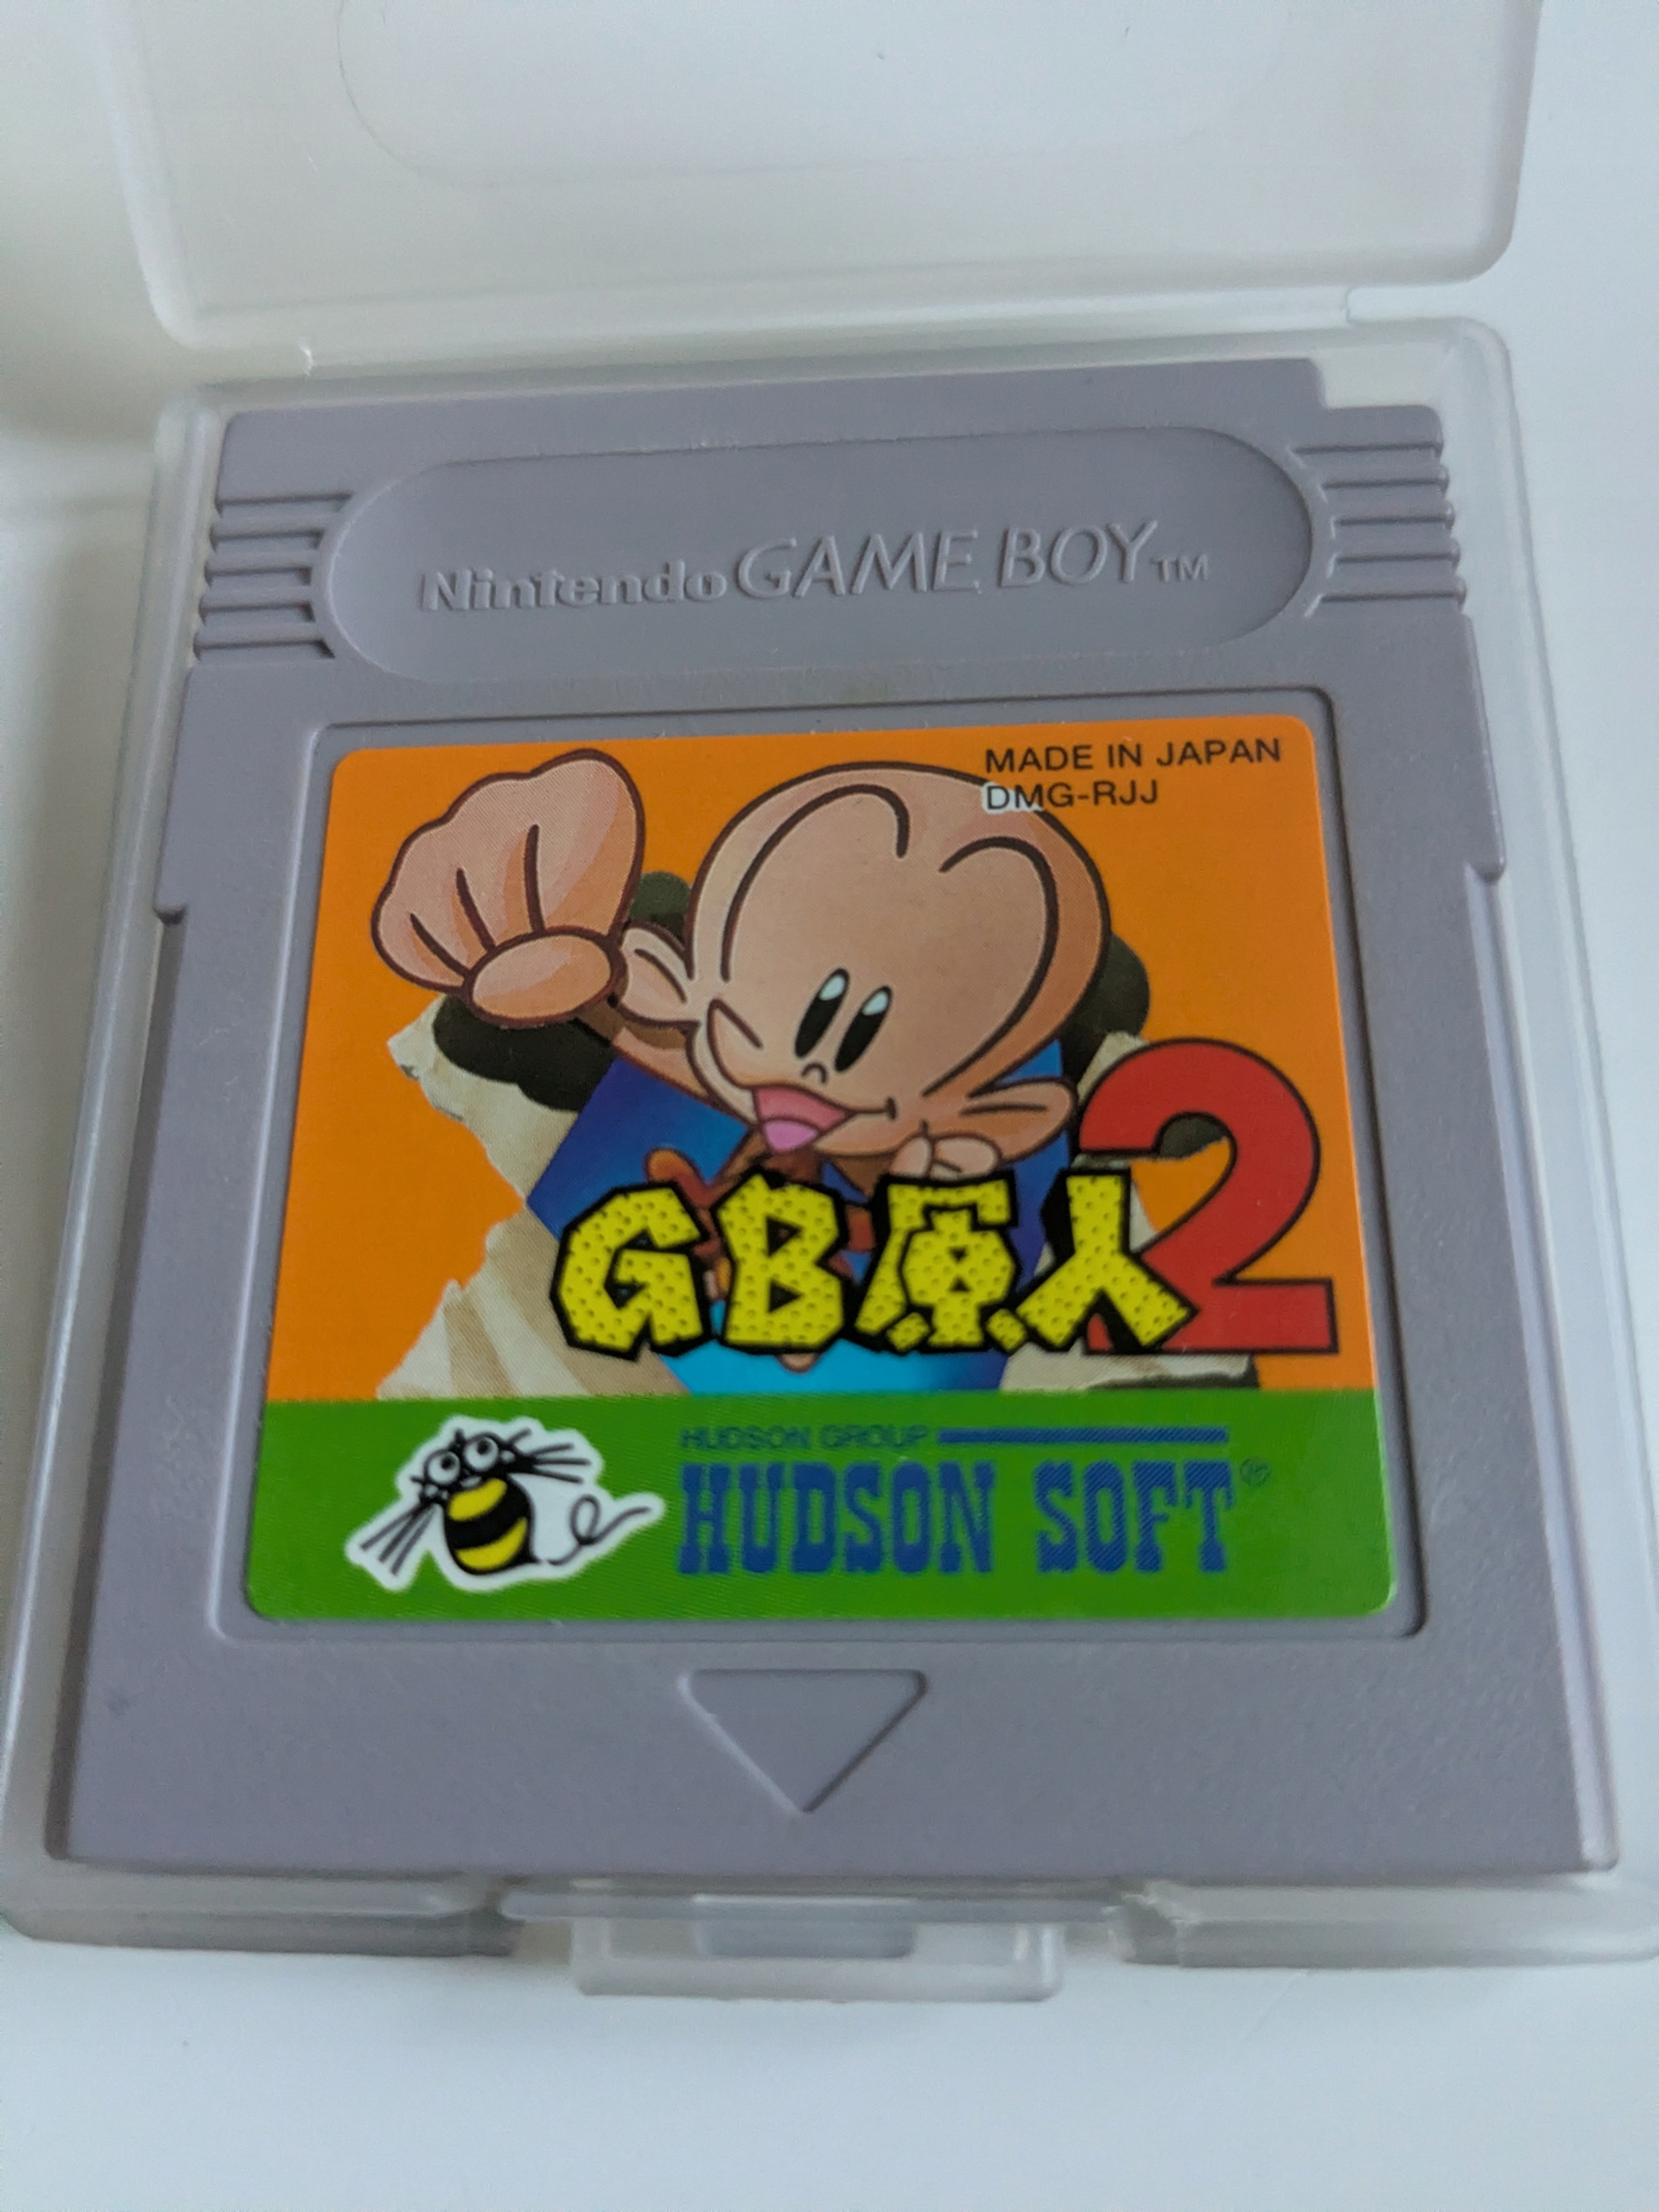 Nintendo GAME BOY™
MADE IN JAPAN
DMG-RJJ
GB原人2
HUDSON GROUP
HUDSON SOFT®